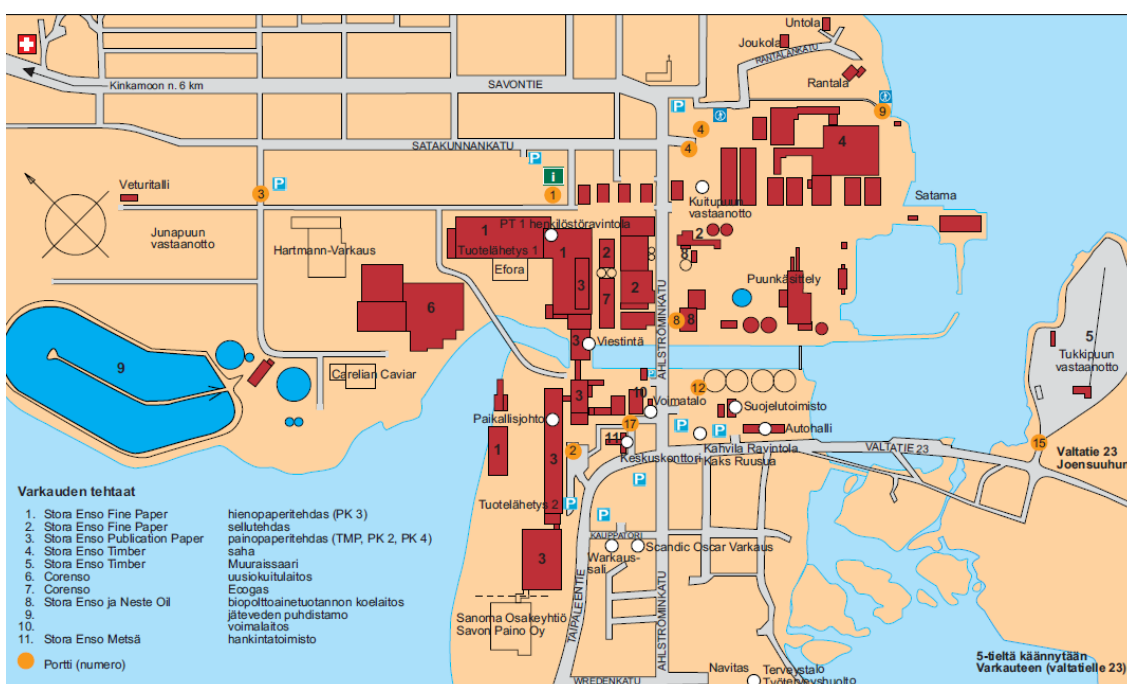 Untola
Joukola
RANTALANKATU
Rantala
Kinkamoon n. 6 km
SAVONTIE
P
9
4
4
4
SATAKUNNANKATU
P
i
Veturitalli
3
P
1
Kuitupuun
vastaanotto
Satama
Junapuun
vastaanotto
Hartmann-Varkaus
1
PT 1 henkilöstöravintola
Tuotelähetys 1
1
2
2
8
Efora
3
7
2
Puunkäsittely
6
8
8
AHLSTRÖMINKATU
3
Viestintä
5
Tukkipuun
vastaanotto
9
Carelian Caviar
3
10
P
12
Voimatalo
Suojelutoimisto
Paikallisjohto
17
P
P
Autohalli
11
Keskuskonttori
Kahvila Ravintola
Kaks Ruusua
VALTATIE 23
15
Valtatie 23
Joensuuhun
1
3
2
P
Tuotelähetys 2
P
P
KAUPPATORI
Warkaus-
sali
Scandic Oscar Varkaus
3
TAIPALEENTIE
AHLSTRÖMINKATU
Sanoma Osakeyhtiö
Savon Paino Oy
WREDENKATU
Navitas
Terveystalo
Työterveyshuolto
5-tieltä käännytään
Varkauteen (valtatielle 23)
Varkauden tehtaat
1. Stora Enso Fine Paper hienopaperitehdas (PK 3)
2. Stora Enso Fine Paper sellutehdas
3. Stora Enso Publication Paper painopaperitehdas (TMP, PK 2, PK 4)
4. Stora Enso Timber saha
5. Stora Enso Timber Muuraissaari
6. Corenso uusiokuitulaitos
7. Corenso Ecogas
8. Stora Enso ja Neste Oil biopolttoainetuotannon koelaitos
9. jäteveden puhdistamo
10. voimalaitos
11. Stora Enso Metsä hankintatoimisto
Portti (numero)